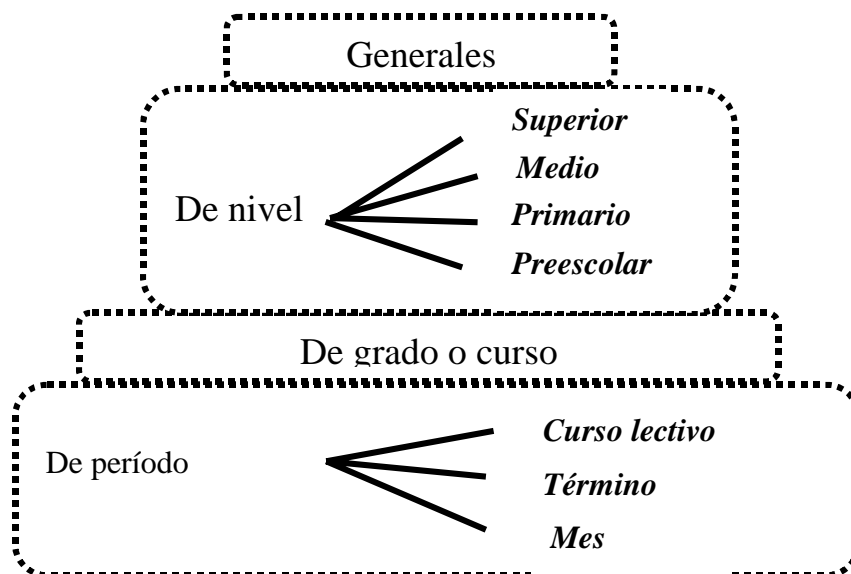 Generales
Superior
Medio
De nivel
Primario
Preescolar
De grado o curso
Curso lectivo
De período
Término
Mes